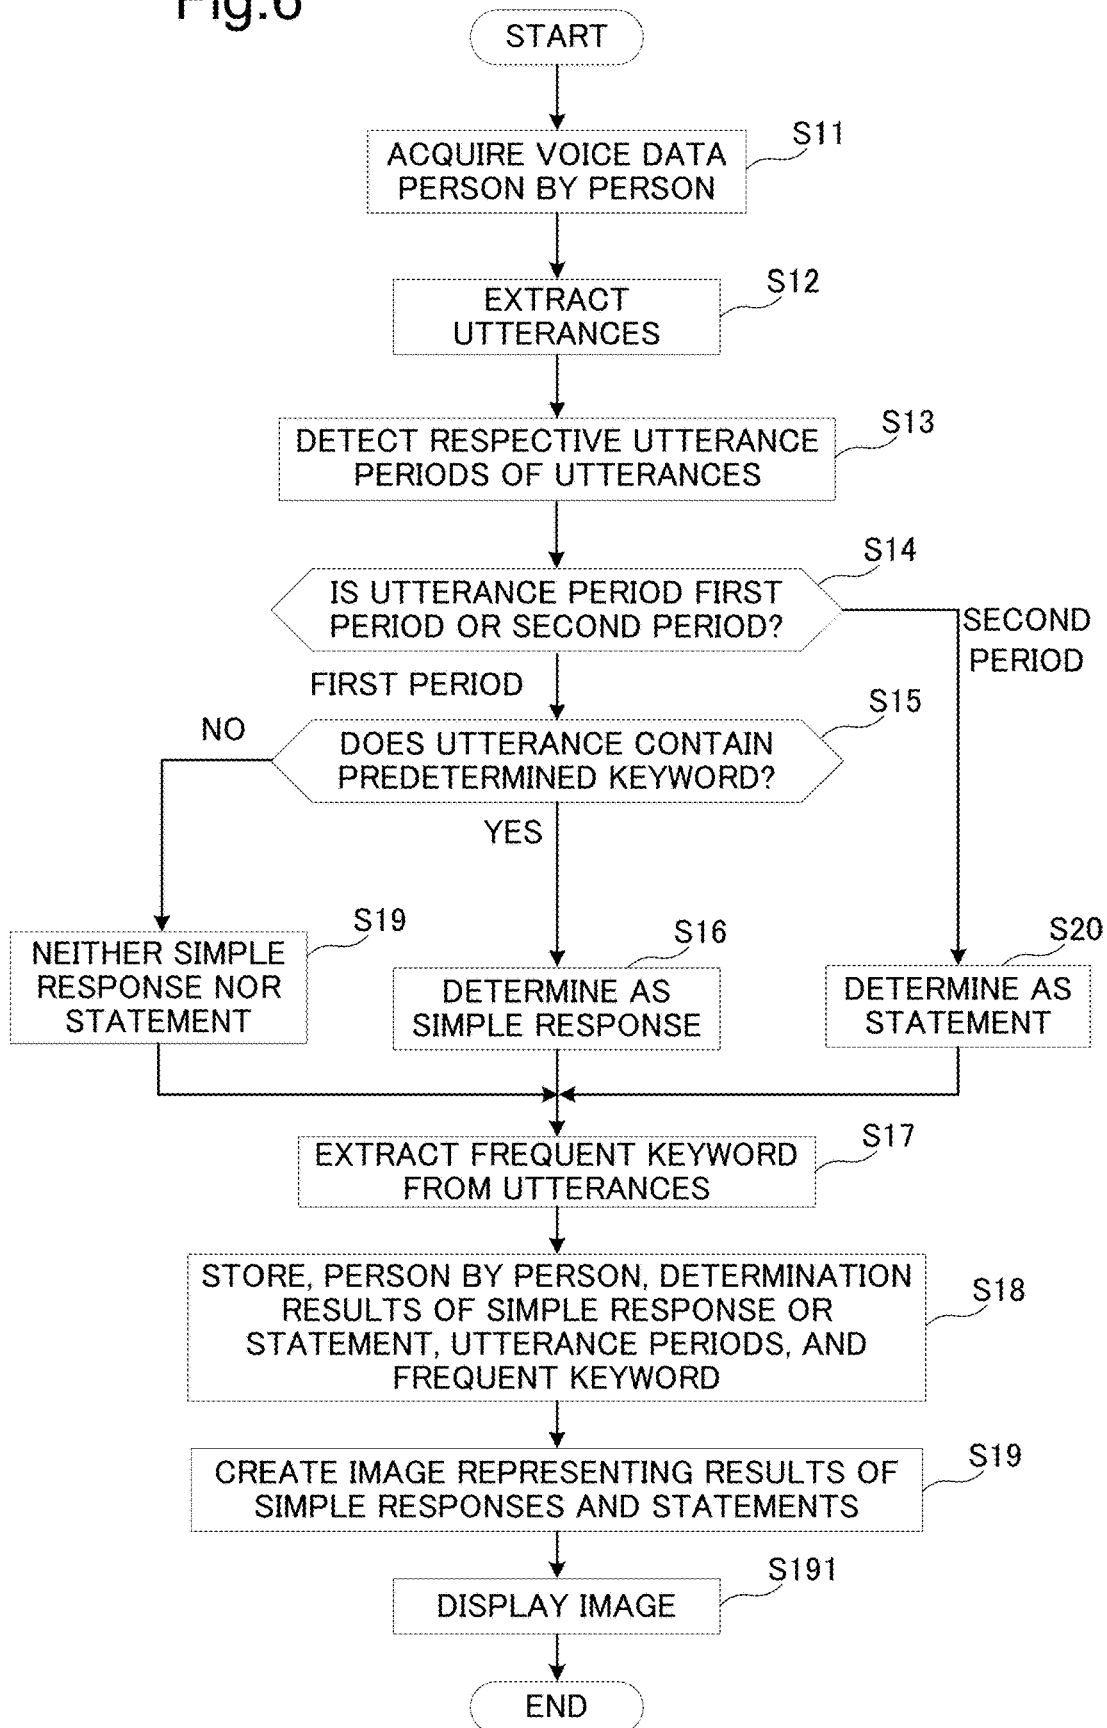 Fig.6
START
S11
ACQUIRE VOICE DATA
PERSON BY PERSON
S12
EXTRACT
UTTERANCES
S13
DETECT RESPECTIVE UTTERANCE
PERIODS OF UTTERANCES
S14
IS UTTERANCE PERIOD FIRST
PERIOD OR SECOND PERIOD?
SECOND
PERIOD
FIRST PERIOD
S15
NO
DOES UTTERANCE CONTAIN
PREDETERMINED KEYWORD?
YES
S19
NEITHER SIMPLE
RESPONSE NOR
STATEMENT
S16
DETERMINE AS
SIMPLE RESPONSE
S20
DETERMINE AS
STATEMENT
S17
EXTRACT FREQUENT KEYWORD
FROM UTTERANCES
S18
STORE, PERSON BY PERSON, DETERMINATION
RESULTS OF SIMPLE RESPONSE OR
STATEMENT, UTTERANCE PERIODS, AND
FREQUENT KEYWORD
S19
CREATE IMAGE REPRESENTING RESULTS OF
SIMPLE RESPONSES AND STATEMENTS
S191
DISPLAY IMAGE
END